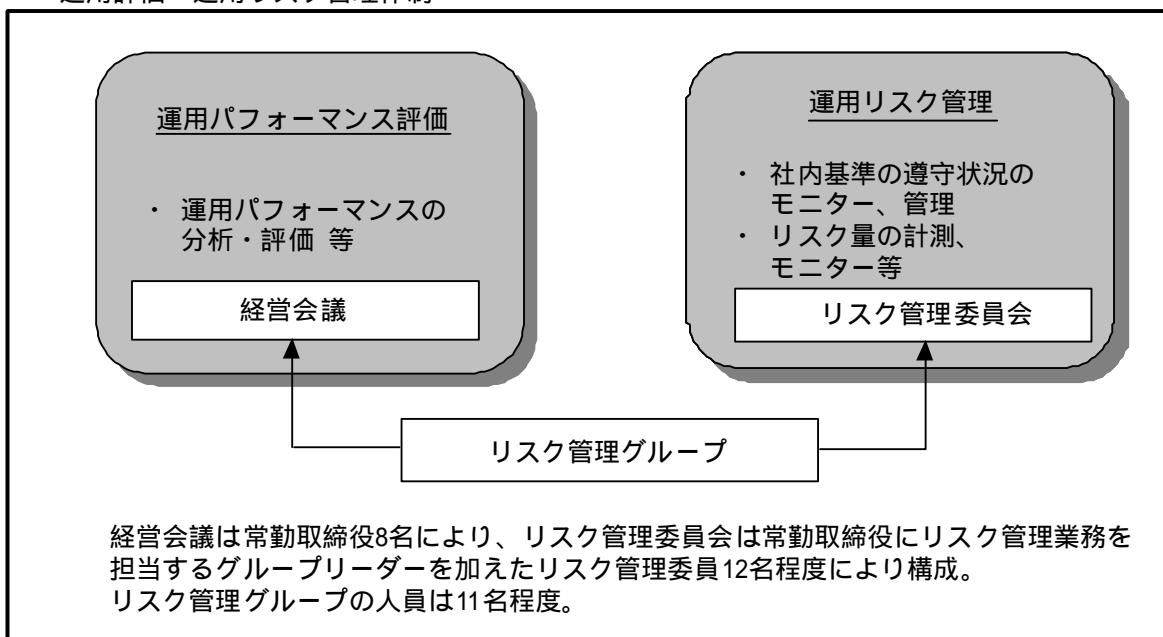 運用パフォーマンス評価
・ 運用パフォーマンスの
分析・評価 等
経営会議
運用リスク管理
・ 社内基準の遵守状況の
モニター、管理
・ リスク量の計測、
モニター等
リスク管理委員会
リスク管理グループ
経営会議は常勤取締役8名により、リスク管理委員会は常勤取締役にリスク管理業務を
担当するグループリーダーを加えたリスク管理委員12名程度により構成。
リスク管理グループの人員は11名程度。